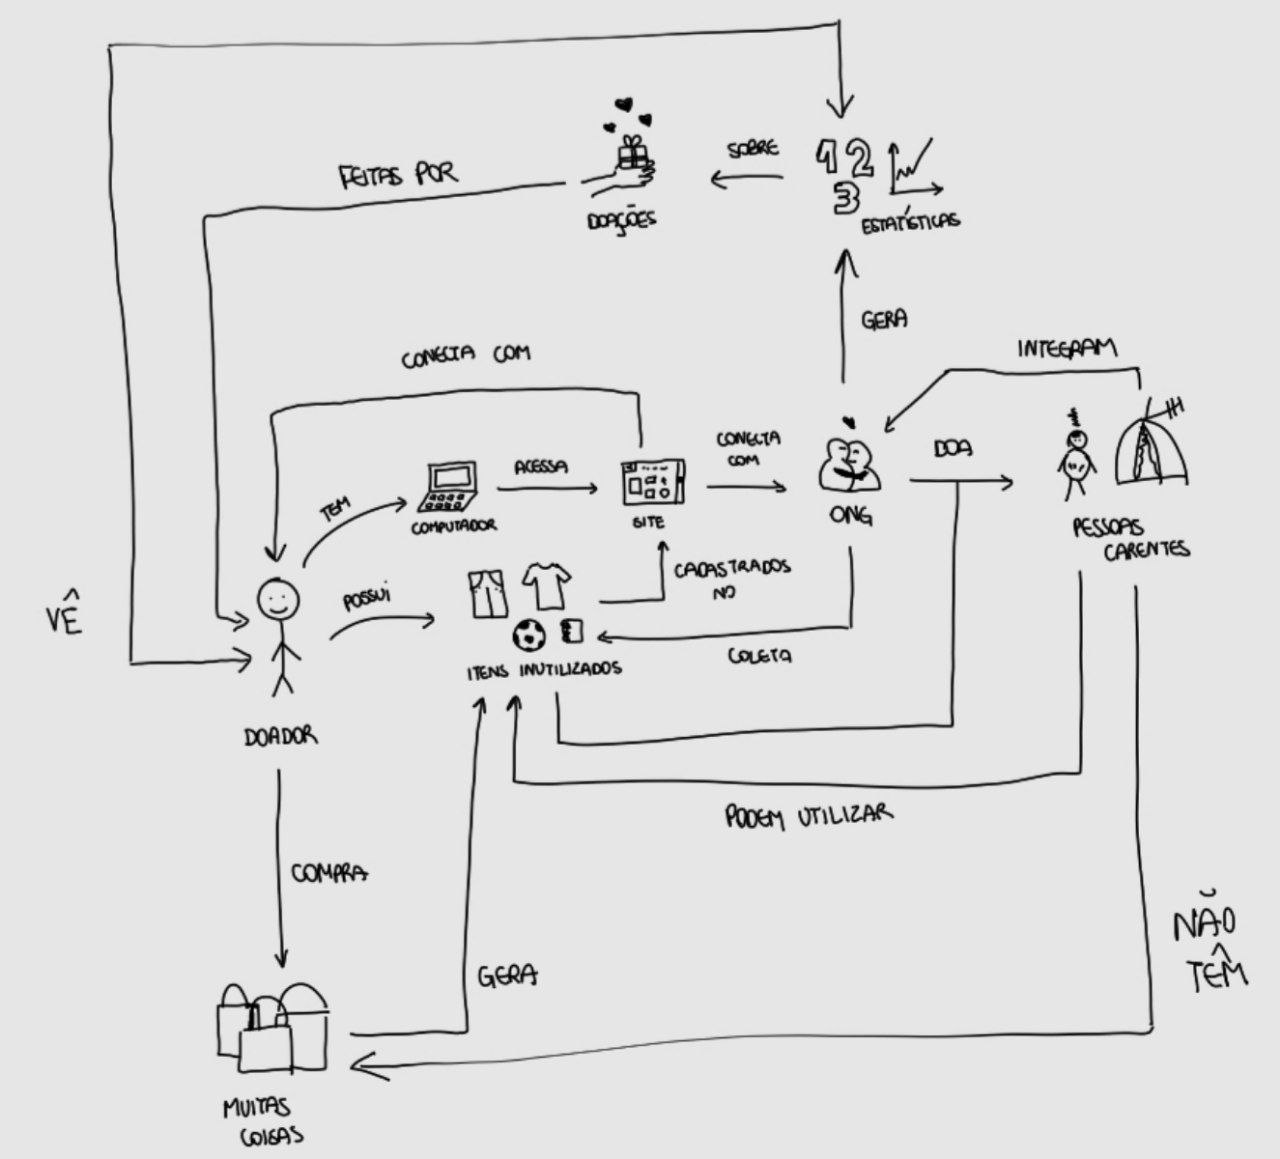 SOBRE
FEITAS POR
1 2
3
DOAÇÕES
ESTATÍSTICAS
GERA
INTEGRAM
CONECTA COM
CONECTA
COM
DOA
ACESSA
TEM
COMPUTADOR
SITE
ONG
PESSOAS
CARENTES
CADASTRADOS
NO
POSSUI
VÊ
COLETA
ITENS INUTILIZADOS
DOADOR
PODEM UTILIZAR
COMPRA
NÃO
TÊM
GERA
MUITAS
COISAS